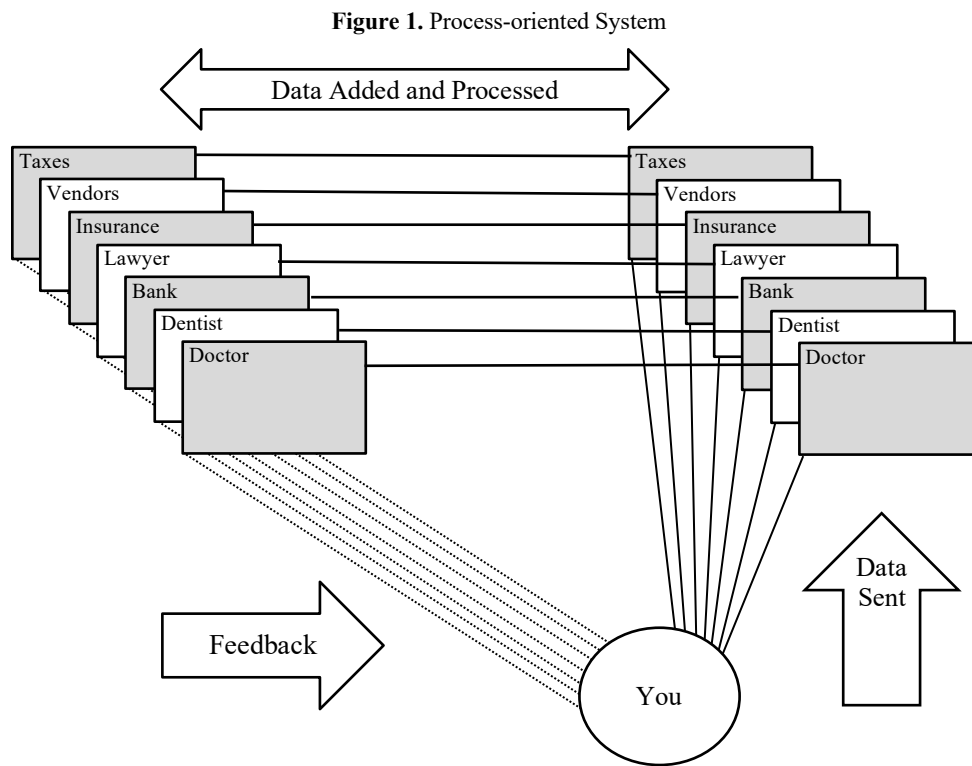 Figure 1. Process-oriented System
Data Added and Processed
Taxes
Vendors
Insurance
Lawyer
Bank
Dentist
Doctor
Taxes
Vendors
Insurance
Lawyer
Bank
Dentist
Doctor
Data
Sent
Feedback
You